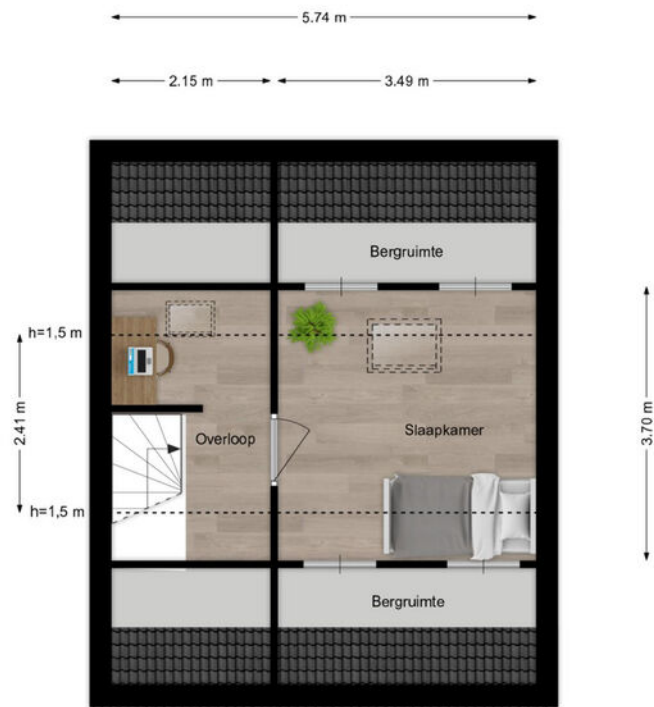 5.74 m
2.15 m
3.49 m
Bergruimte
h=1,5 m
2.41 m
Overloop
Slaapkamer
3.70 m
h=1,5 m
Bergruimte